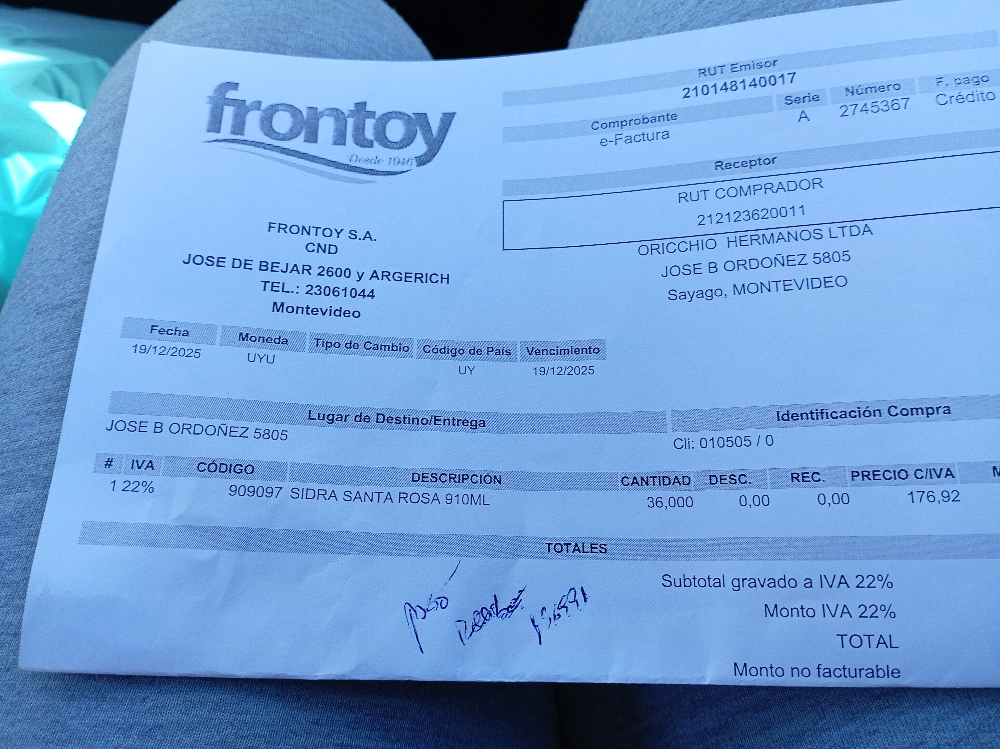 frontoy
Desde 1946
FRONTOY S.A.
CND
JOSE DE BEJAR 2600 y ARGERICH
TEL.: 23061044
Montevideo
RUT Emisor
210148140017
Comprobante Serie Número F. pago
e-Factura A 2745367 Crédito
Receptor
RUT COMPRADOR
212123620011
ORICCHIO HERMANOS LTDA
JOSE B ORDOÑEZ 5805
Sayago, MONTEVIDEO
Fecha Moneda Tipo de Cambio Código de País Vencimiento
19/12/2025 UYU UY 19/12/2025
Lugar de Destino/Entrega Identificación Compra
JOSE B ORDOÑEZ 5805 Cli: 010505 / 0
# IVA CÓDIGO DESCRIPCIÓN CANTIDAD DESC. REC. PRECIO C/IVA
1 22% 909097 SIDRA SANTA ROSA 910ML 36,000 0,00 0,00 176,92
TOTALES
Subtotal gravado a IVA 22%
Monto IVA 22%
TOTAL
Monto no facturable